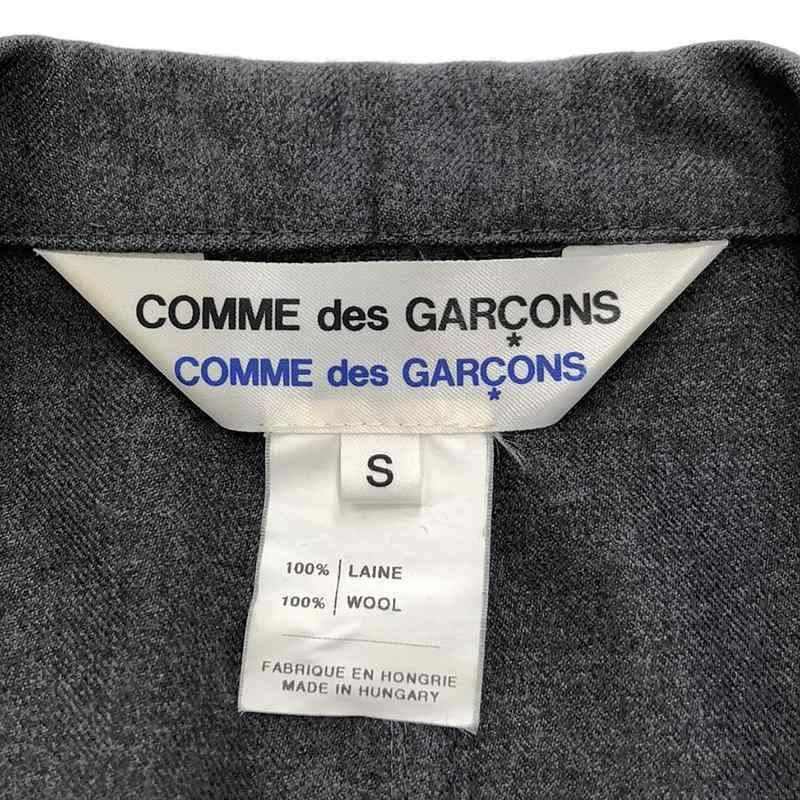 COMME des GARÇONS
COMME des GARÇONS
S
100% | LAINE
100% | WOOL
FABRIQUE EN HONGRIE
MADE IN HUNGARY